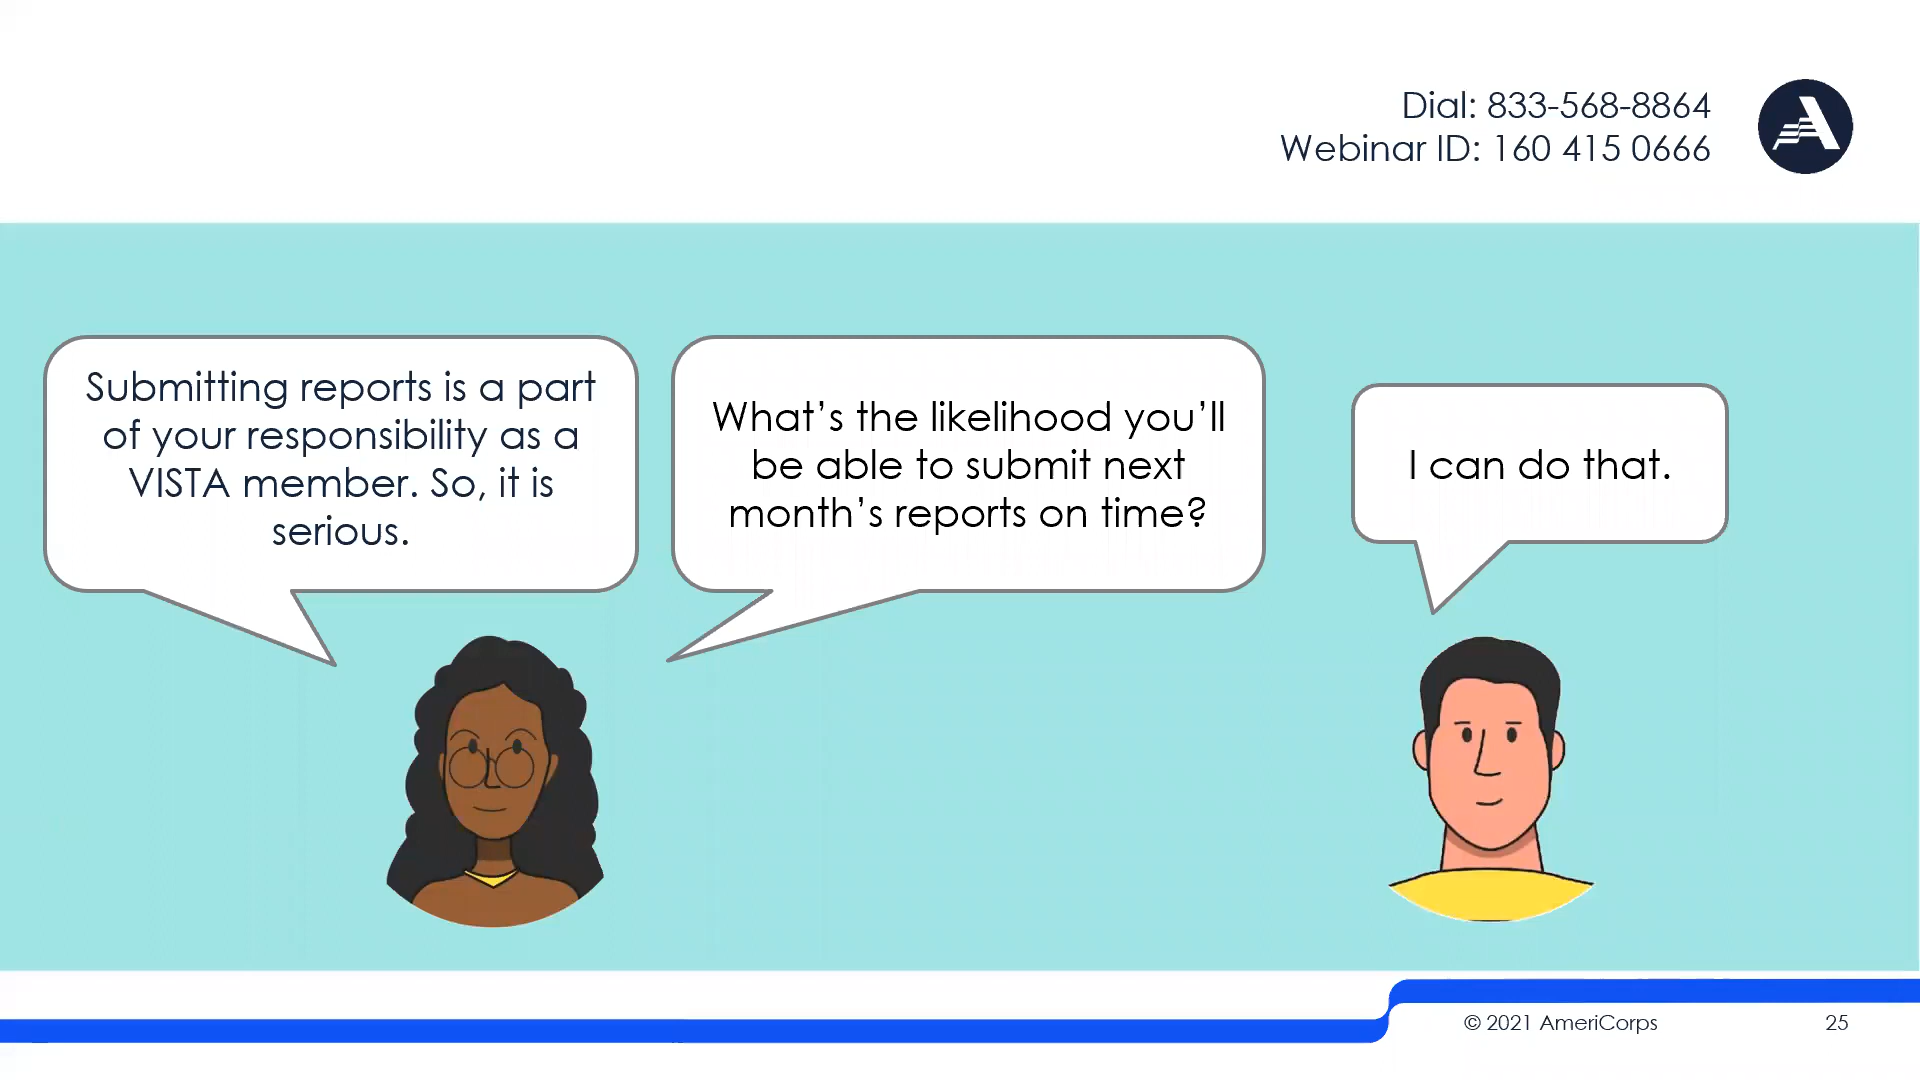 Dial: 833-568-8864
Webinar ID: 160 415 0666
Submitting reports is a part
of your responsibility as a
VISTA member. So, it is
serious.
What’s the likelihood you’ll
be able to submit next
month’s reports on time?
I can do that.
© 2021 AmeriCorps
25